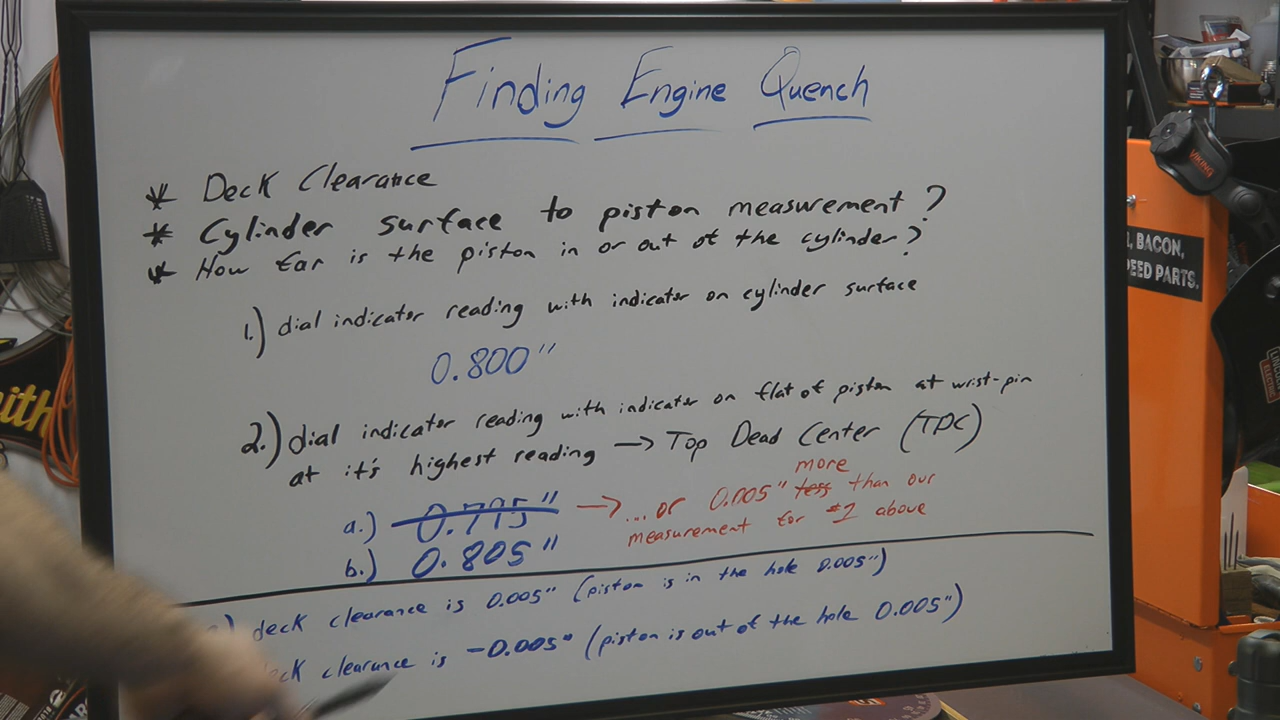 Finding Engine Quench
* Deck Clearance
* Cylinder surface to piston measurement?
* How far is the piston in or out of the cylinder?
1.) dial indicator reading with indicator on cylinder surface
0.800"
2.) dial indicator reading with indicator on flat of piston at wrist-pin
at it's highest reading → Top Dead Center (TDC)
more
a.) 0.795" → ...or 0.005" less than our
measurement for #1 above
b.) 0.805"
) deck clearance is 0.005" (piston is in the hole 0.005")
eck clearance is -0.005" (piston is out of the hole 0.005")
VIKING
, BACON,
EED PARTS.
ith